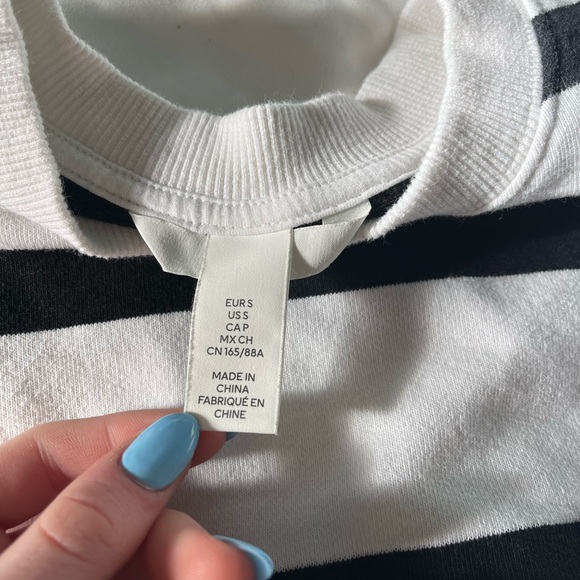 EUR S
US S
CA P
MX CH
CN 165/88A
MADE IN
CHINA
FABRIQUÉ EN
CHINE